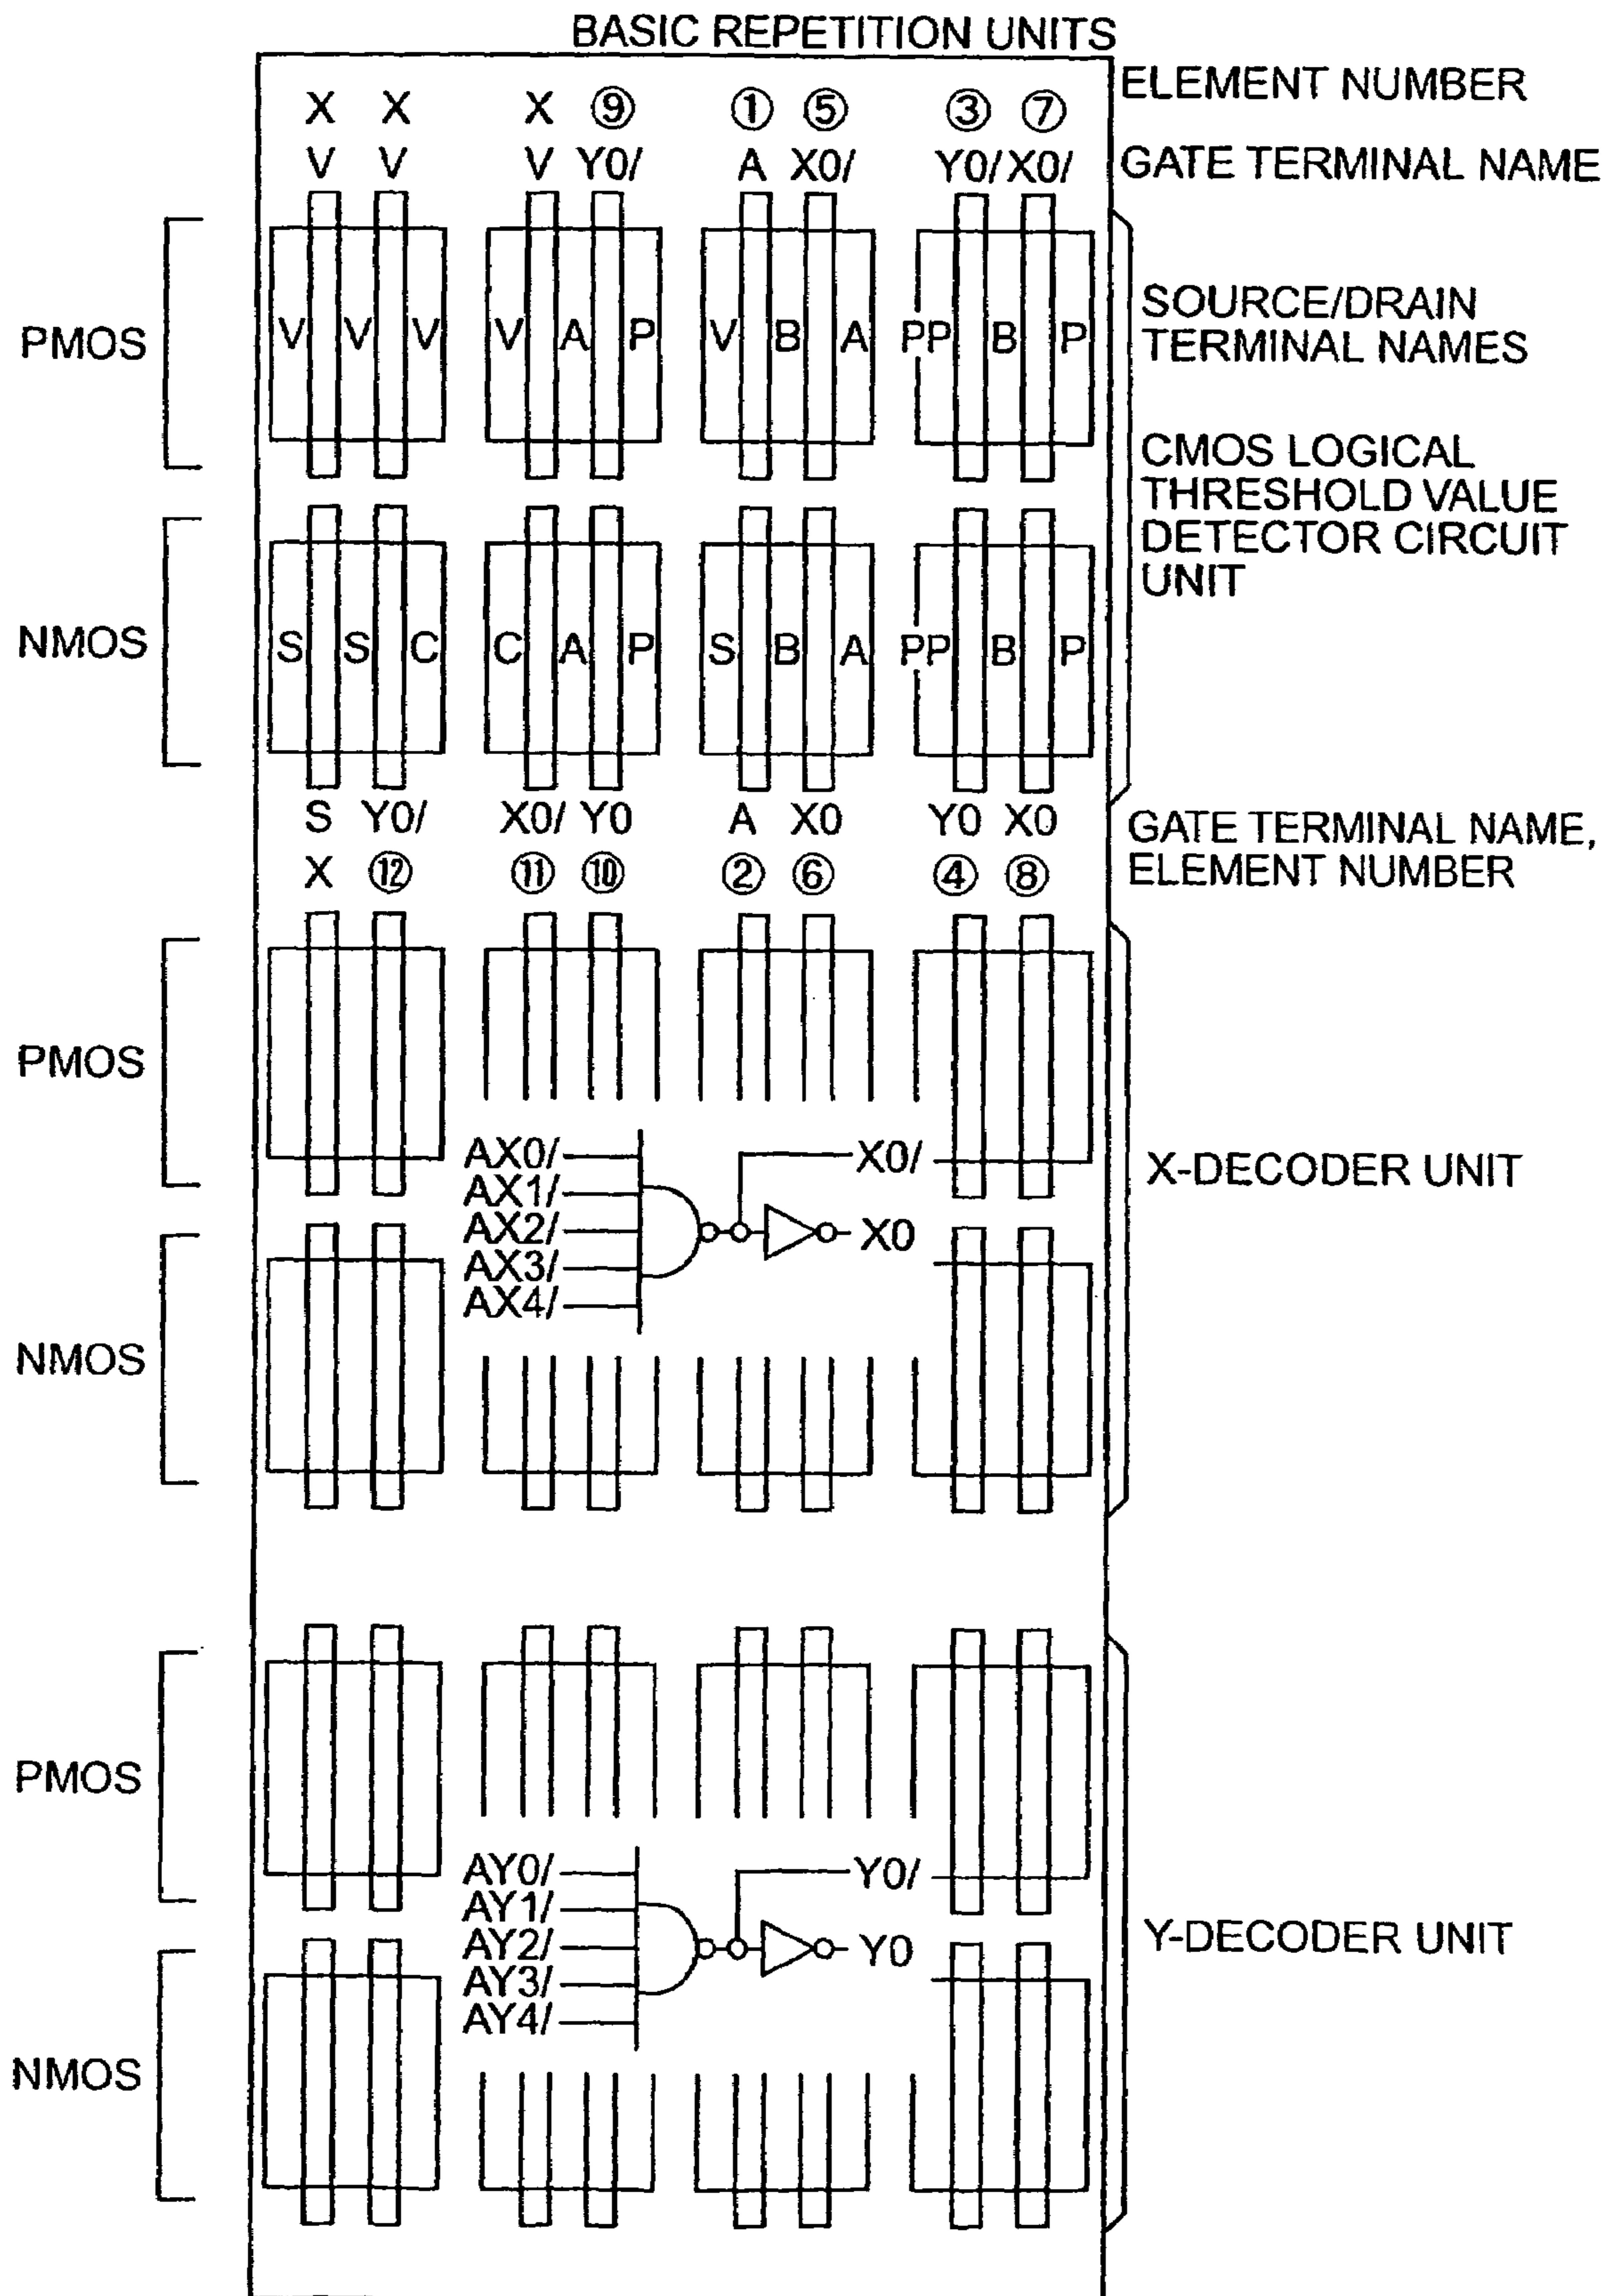 BASIC REPETITION UNITS
X X X ⑨ ① ⑤ ③ ⑦ ELEMENT NUMBER
V V V Y0/ A X0/ Y0/ X0/ GATE TERMINAL NAME
PMOS
V V V V A P V B A PP B P
SOURCE/DRAIN
TERMINAL NAMES
CMOS LOGICAL
THRESHOLD VALUE
DETECTOR CIRCUIT
UNIT
NMOS
S S C C A P S B A PP B P
S Y0/ X0/ Y0 A X0 Y0 X0 GATE TERMINAL NAME,
X ⑫ ⑪ ⑩ ② ⑥ ④ ⑧ ELEMENT NUMBER
PMOS
AX0/ X0/
AX1/
AX2/ X0
AX3/
AX4/
X-DECODER UNIT
NMOS
PMOS
AY0/ Y0/
AY1/
AY2/ Y0
AY3/
AY4/
Y-DECODER UNIT
NMOS